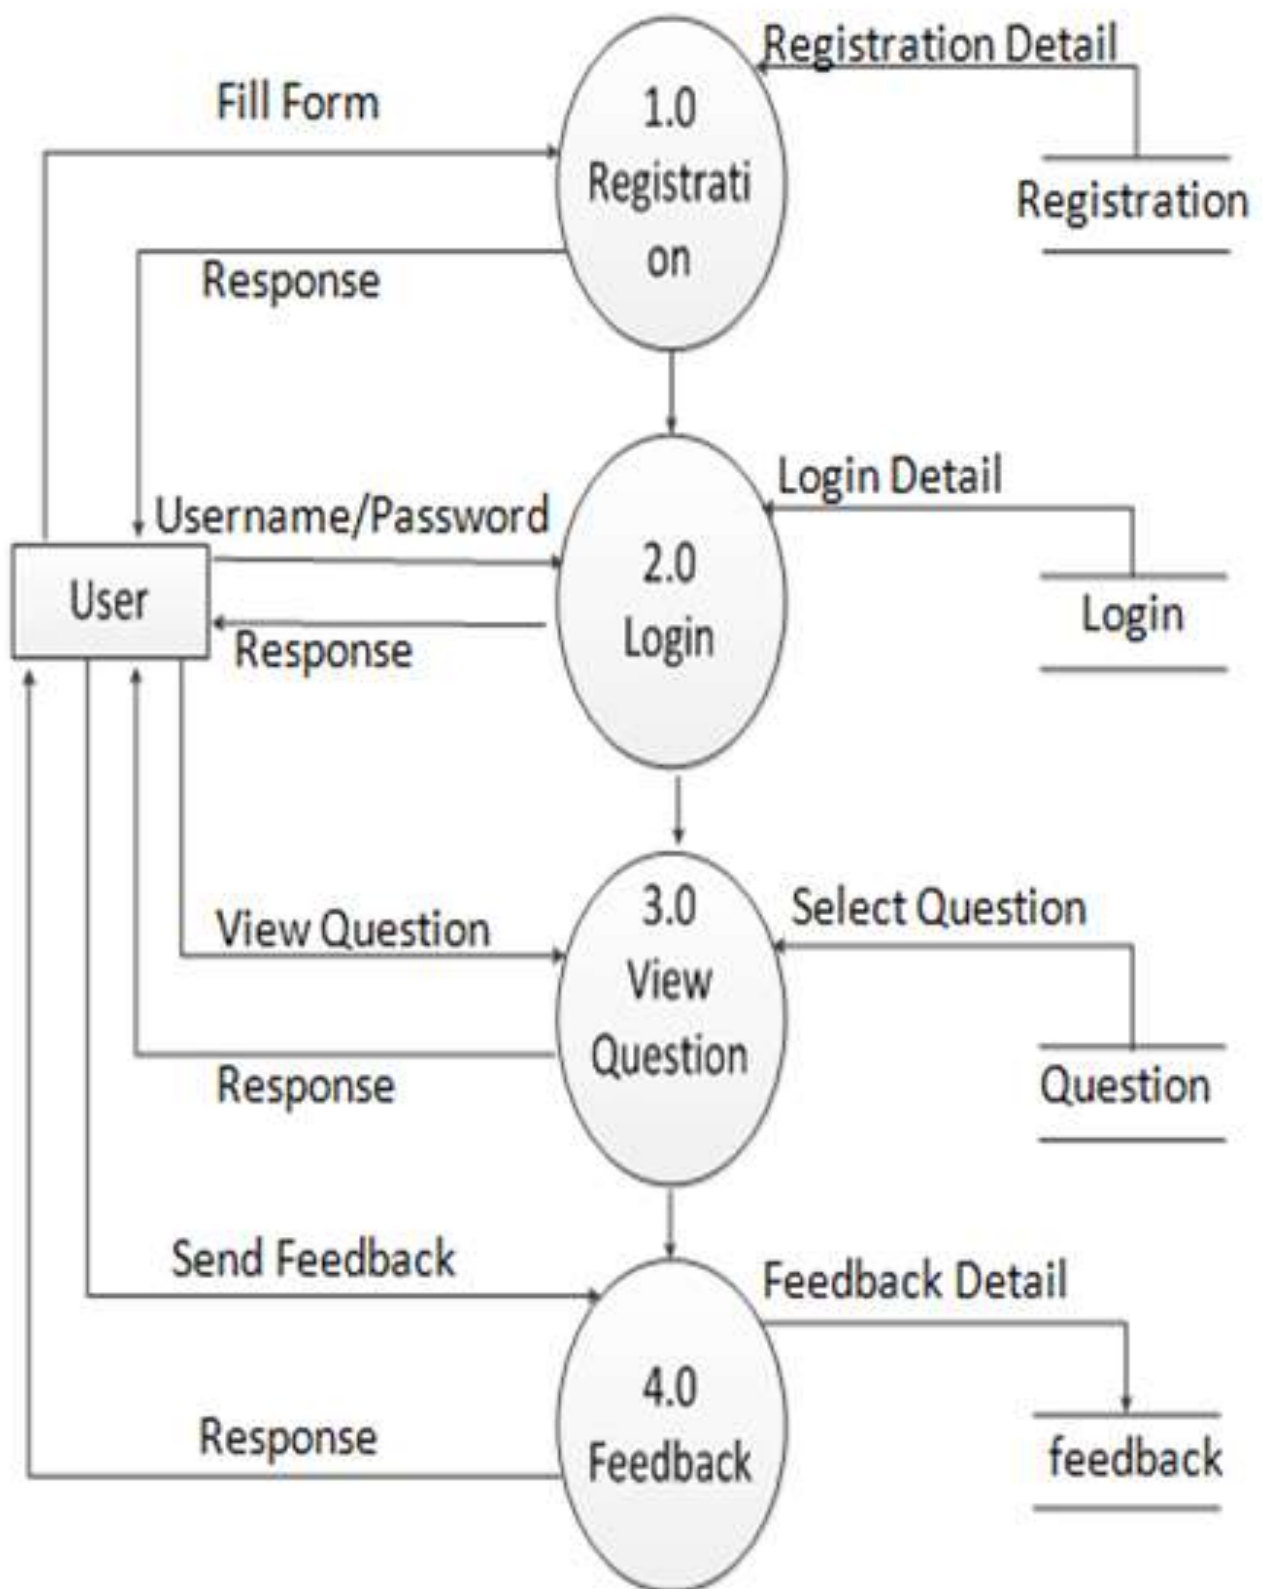 Registration Detail
Fill Form
1.0
Registrati
on
Registration
Response
Username/Password
Login Detail
User
2.0
Login
Login
Response
View Question
3.0
View
Question
Select Question
Response
Question
Send Feedback
Feedback Detail
4.0
Feedback
Response
feedback